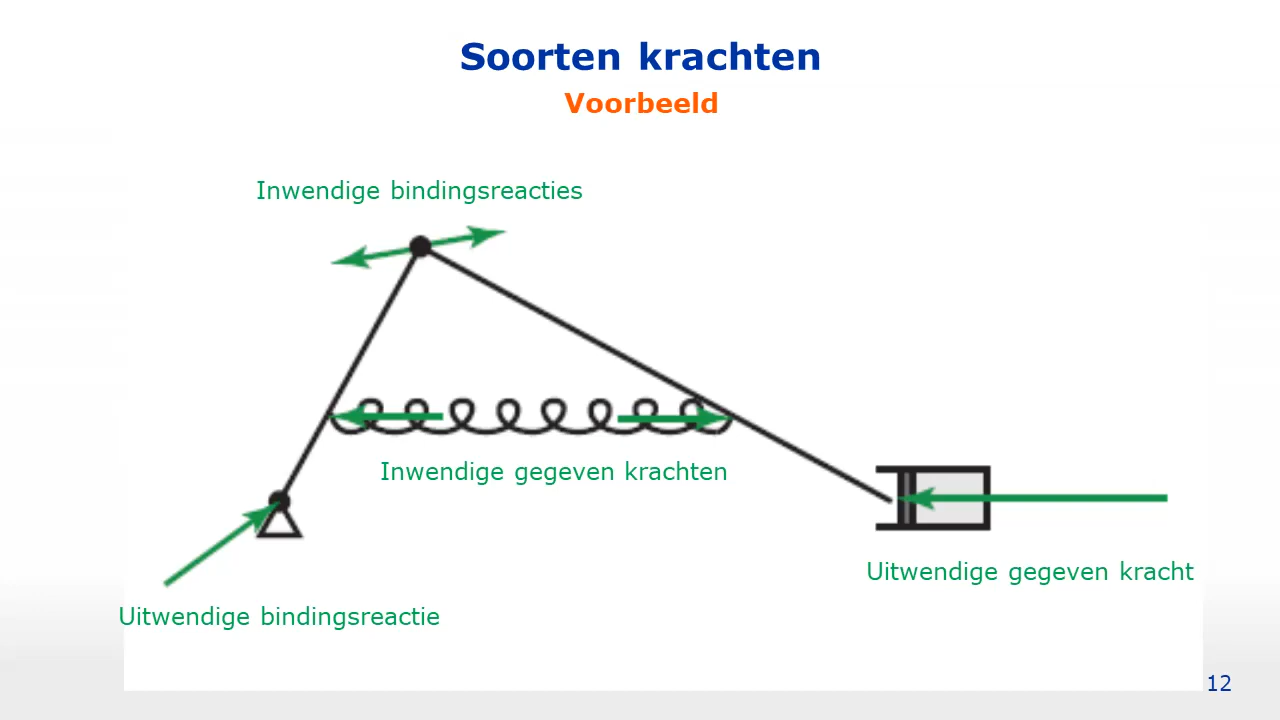 Soorten krachten
Voorbeeld
Inwendige bindingsreacties
Inwendige gegeven krachten
Uitwendige gegeven kracht
Uitwendige bindingsreactie
12